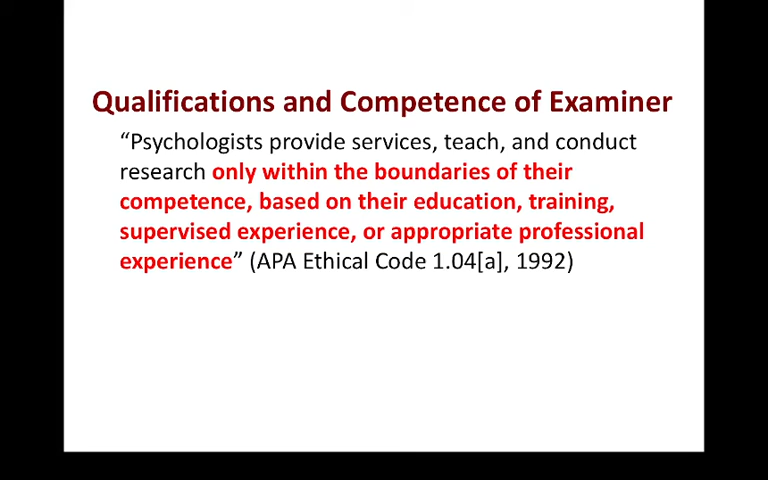 Qualifications and Competence of Examiner
“Psychologists provide services, teach, and conduct
research only within the boundaries of their
competence, based on their education, training,
supervised experience, or appropriate professional
experience” (APA Ethical Code 1.04[a], 1992)